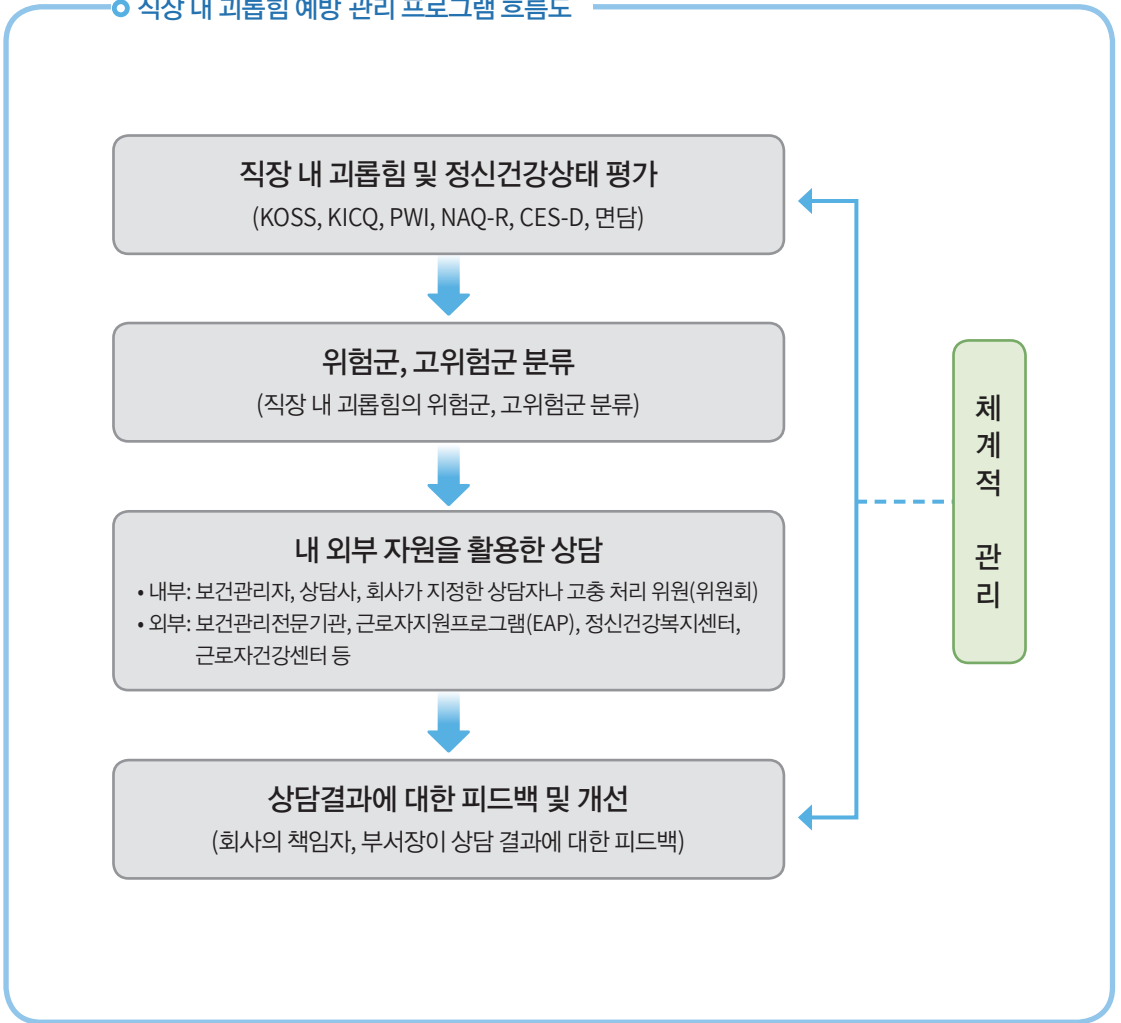 직장 내 괴롭힘 예방 관리 프로그램 흐름도
직장 내 괴롭힘 및 정신건강상태 평가
(KOSS, KICQ, PWI, NAQ-R, CES-D, 면담)
위험군, 고위험군 분류
(직장 내 괴롭힘의 위험군, 고위험군 분류)
내 외부 자원을 활용한 상담
• 내부: 보건관리자, 상담사, 회사가 지정한 상담자나 고충 처리 위원(위원회)
• 외부: 보건관리전문기관, 근로자지원프로그램(EAP), 정신건강복지센터,
근로자건강센터 등
상담결과에 대한 피드백 및 개선
(회사의 책임자, 부서장이 상담 결과에 대한 피드백)
체계적 관리